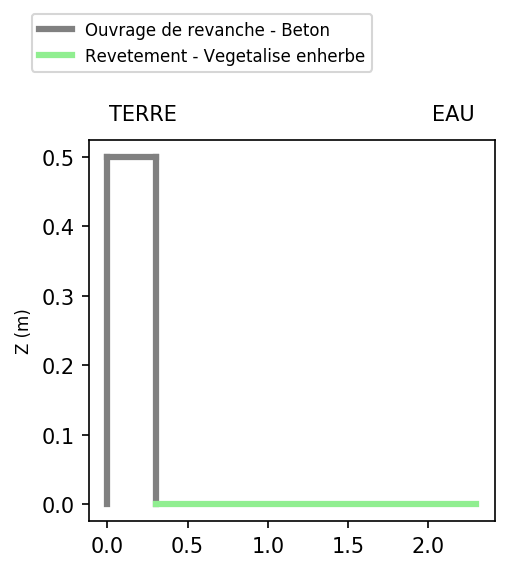 Ouvrage de revanche - Beton
Revetement - Vegetalise enherbe
TERRE EAU
0.5
0.4
0.3
0.2
0.1
0.0
Z (m)
0.0 0.5 1.0 1.5 2.0